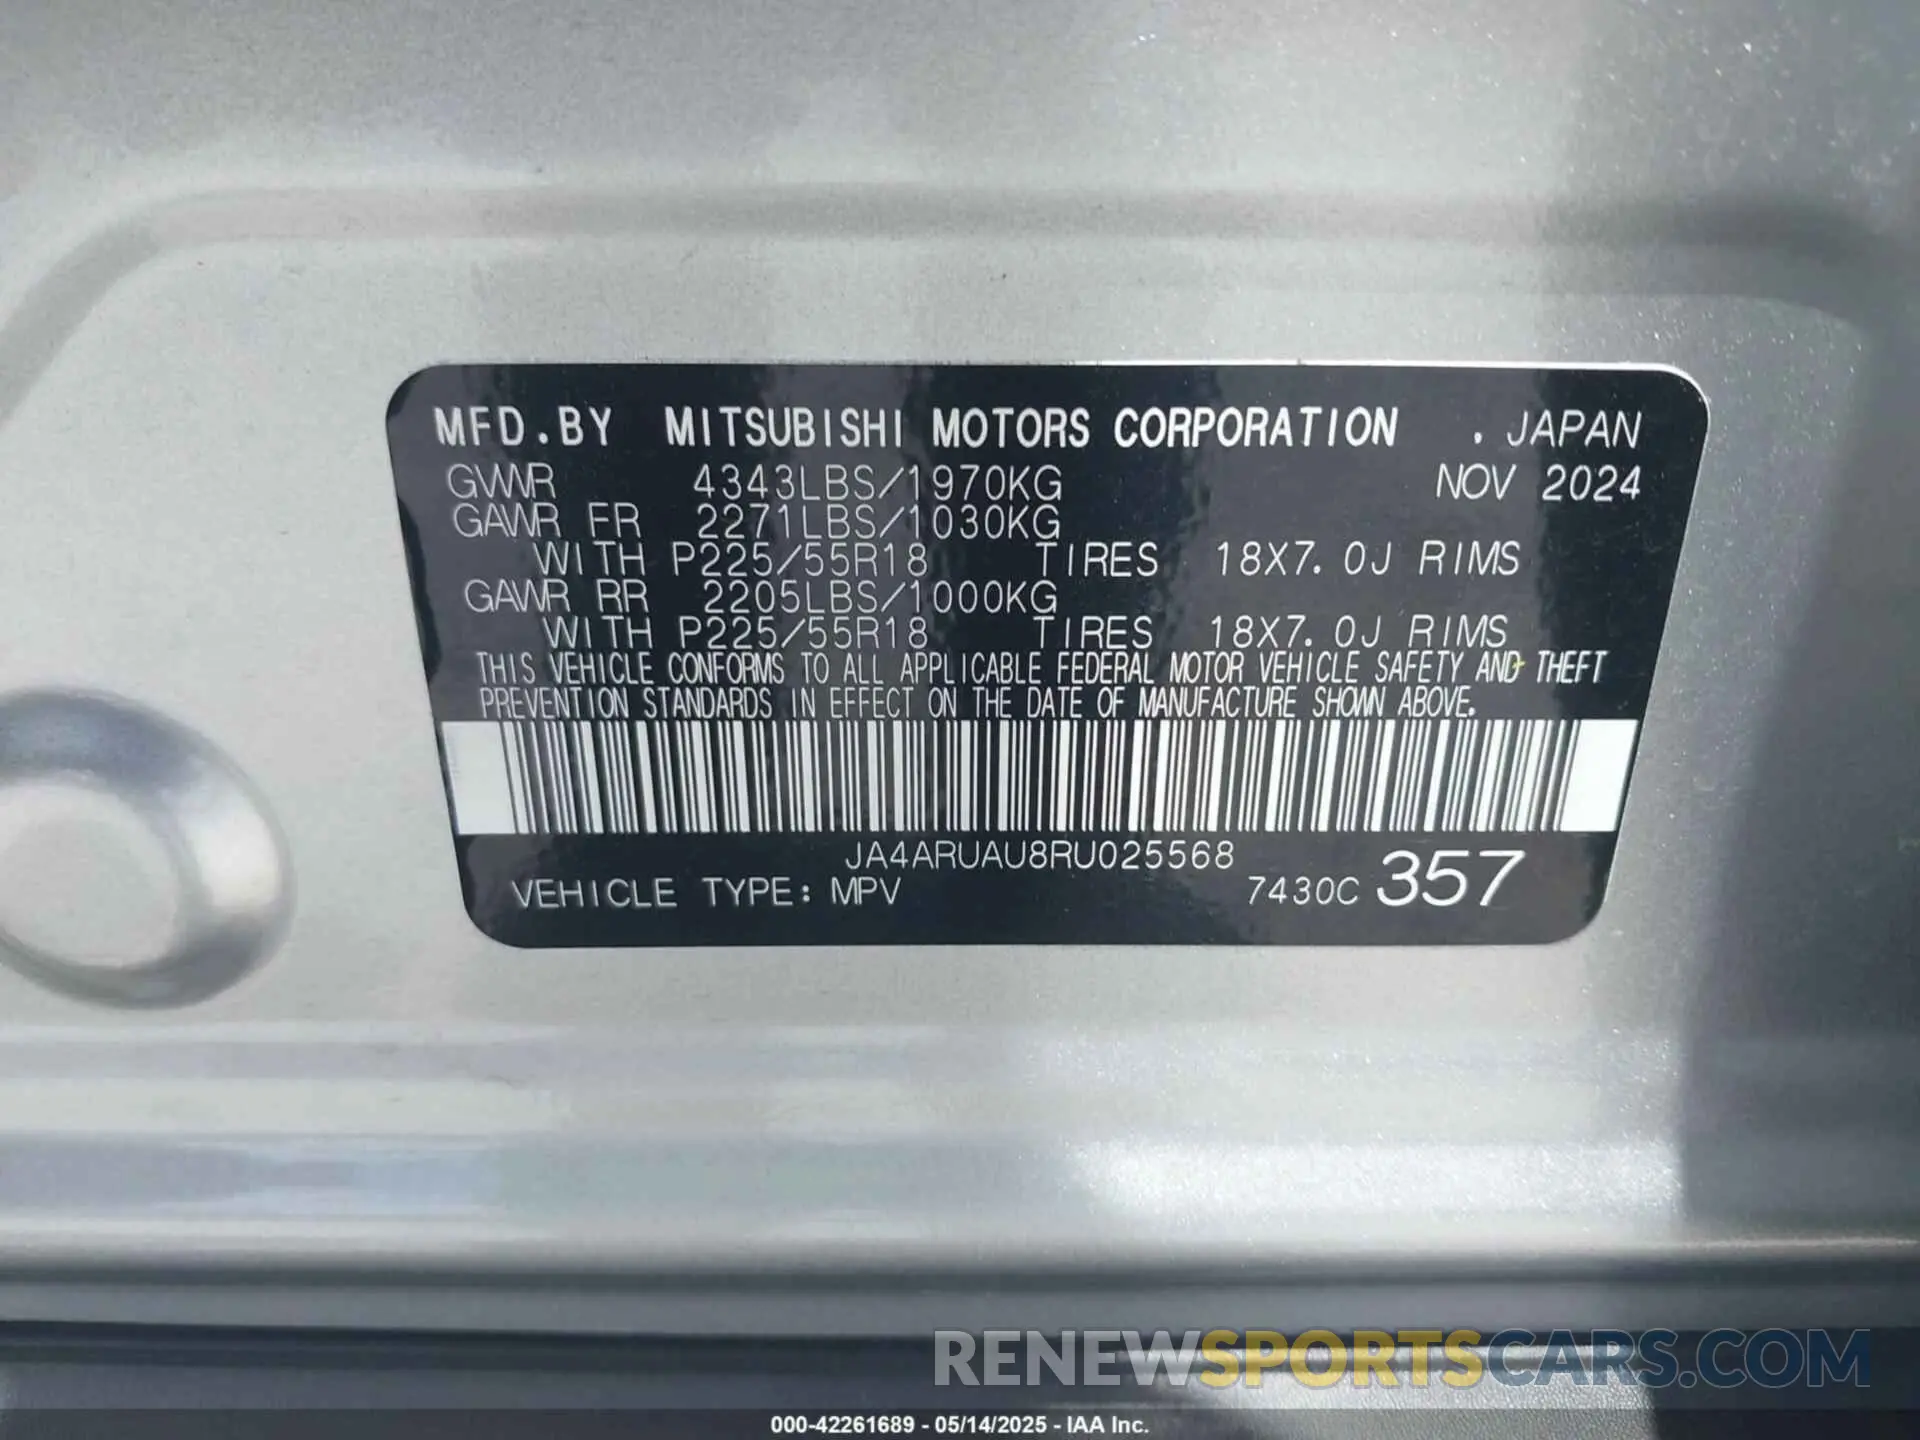 MFD.BY MITSUBISHI MOTORS CORPORATION . JAPAN
GVWR 4343LBS/1970KG NOV 2024
GAWR FR 2271LBS/1030KG
WITH P225/55R18 TIRES 18X7.0J RIMS
GAWR RR 2205LBS/1000KG
WITH P225/55R18 TIRES 18X7.0J RIMS
THIS VEHICLE CONFORMS TO ALL APPLICABLE FEDERAL MOTOR VEHICLE SAFETY AND THEFT
PREVENTION STANDARDS IN EFFECT ON THE DATE OF MANUFACTURE SHOWN ABOVE.
JA4ARUAU8RU025568
VEHICLE TYPE: MPV 7430C 357
RENEWSPORTSCARS.COM
000-42261689 - 05/14/2025 - IAA Inc.